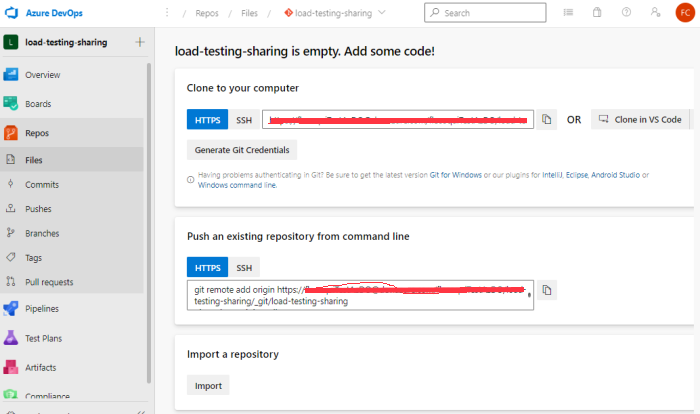 Azure DevOps
/ Repos / Files / load-testing-sharing
Search
FC
L load-testing-sharing
Overview
Boards
Repos
Files
Commits
Pushes
Branches
Tags
Pull requests
Pipelines
Test Plans
Artifacts
Compliance
load-testing-sharing is empty. Add some code!
Clone to your computer
HTTPS SSH
OR
Clone in VS Code
Generate Git Credentials
Having problems authenticating in Git? Be sure to get the latest version Git for Windows or our plugins for IntelliJ, Eclipse, Android Studio or
Windows command line.
Push an existing repository from command line
HTTPS SSH
git remote add origin https://
testing-sharing/_git/load-testing-sharing
Import a repository
Import